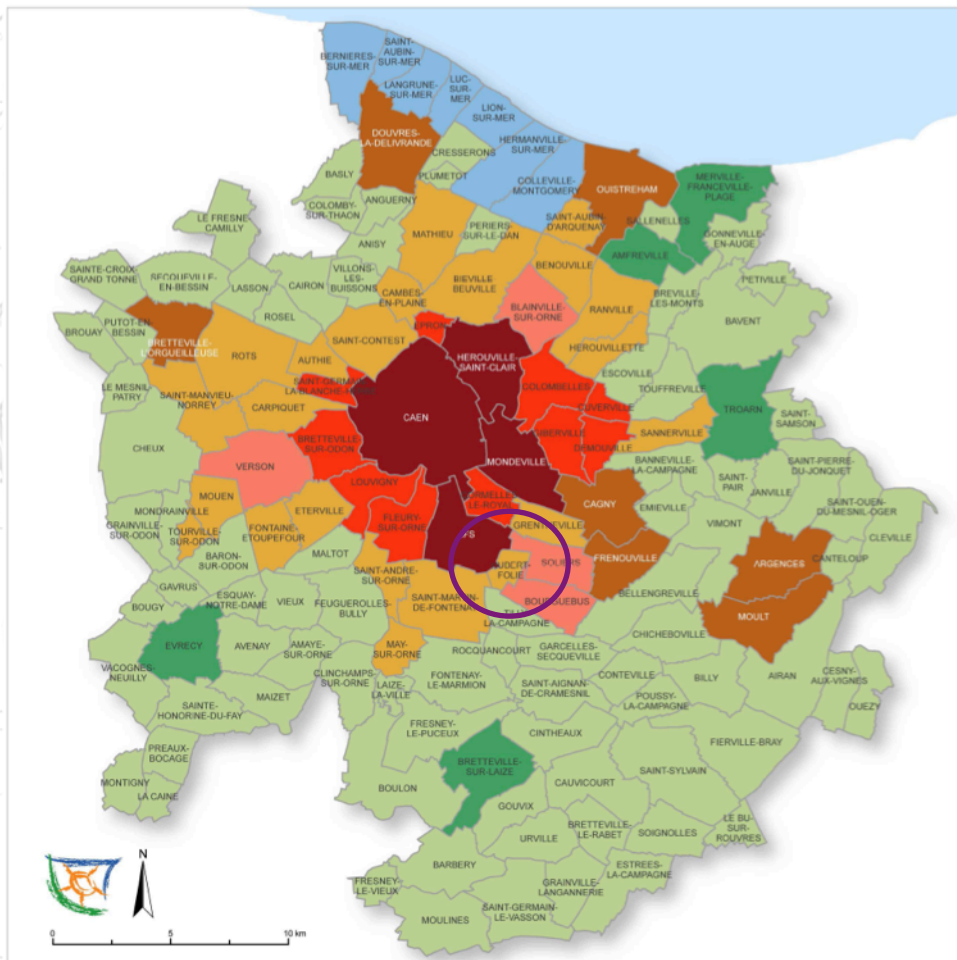 BERNIERES-
SUR-MER
SAINT-
AUBIN-
SUR-MER
LANGRUNE-
SUR-MER
LUC-
SUR-
MER
LION-
SUR-MER
HERMANVILLE-
SUR-MER
DOUVRES-
LA-DELIVRANDE
CRESSERONS
PLUMETOT
COLLEVILLE-
MONTGOMERY
OUISTREHAM
MERVILLE-
FRANCEVILLE-
PLAGE
BASLY
COLOMBY-
SUR-THAON
ANGUERNY
LE FRESNE
CAMILLY
ANISY
MATHIEU
PERIERS-
SUR-LE-DAN
SAINT-AUBIN-
D'ARQUENAY
SALLENELLES
GONNEVILLE-
EN-AUGE
AMFREVILLE
SAINTE-CROIX-
GRAND TONNE
SECQUEVILLE-
EN-BESSIN
LASSON
CAIRON
VILLONS-
LES-
BUISSONS
CAMBES-
EN-PLAINE
BIEVILLE
BEUVILLE
BENOUVILLE
BLAINVILLE-
SUR-ORNE
RANVILLE
BREVILLE-
LES-MONTS
PETIVILLE
BAVENT
ROSEL
BROUAY
PUTOT-EN-
BESSIN
BRETTEVILLE-
L'ORGUEILLEUSE
ROTS
AUTHIE
SAINT-CONTEST
EPRON
HEROUVILLE-
SAINT-CLAIR
HEROUVILLETTE
ESCOVILLE
TOUFFREVILLE
LE MESNIL-
PATRY
SAINT-MANVIEU-
NORREY
CARPIQUET
CAEN
COLOMBELLES
CUVERVILLE
TROARN
SAINT-
SAMSON
CHEUX
VERSON
BRETTEVILLE-
SUR-ODON
MONDEVILLE
DEMOUVILLE
SANNERVILLE
BANNEVILLE-
LA-CAMPAGNE
SAINT-PIERRE-
DU-JONQUET
SAINT-
PAIR
JANVILLE
MOUEN
MONDRAINVILLE
GRAINVILLE-
SUR-ODON
TOURVILLE-
SUR-ODON
FONTAINE-
ETOUPEFOUR
ETERVILLE
LOUVIGNY
FLEURY-
SUR-ORNE
CAGNY
EMIEVILLE
VIMONT
SAINT-OUEN-
DU-MESNIL-OGER
CLEVILLE
BARON-
SUR-ODON
MALTOT
SAINT-ANDRE-
SUR-ORNE
GRENTHEVILLE
SOLIERS
FRENOUVILLE
ARGENCES
CANTELOUP
GAVRUS
BOUGY
ESQUAY-
NOTRE-DAME
VIEUX
FEUGUEROLLES-
BULLY
SAINT-MARTIN-
DE-FONTENAY
BOURGUEBUS
LA-CAMPAGNE
BELLENGREVILLE
MOULT
CHICHEBOVILLE
EVRECY
AVENAY
AMAYE-
SUR-ORNE
MAY-
SUR-ORNE
ROCQUANCOURT
GARCELLES-
SECQUEVILLE
VACOGNES-
NEUILLY
MAIZET
CLINCHAMPS-
SUR-ORNE
LAIZE-
LA-VILLE
FONTENAY-
LE-MARMION
SAINT-AIGNAN-
DE-CRAMESNIL
CONTEVILLE
POUSSY-
LA-CAMPAGNE
BILLY
AIRAN
CESNY-
AUX-VIGNES
OUEZY
SAINTE-
HONORINE-DU-FAY
FRESNEY-
LE-PUCEUX
CINTHEAUX
FIERVILLE-BRAY
PREAUX-
BOCAGE
MONTIGNY
LA CAINE
BOULON
BRETTEVILLE-
SUR-LAIZE
CAUVICOURT
SAINT-SYLVAIN
GOUVIX
URVILLE
BRETTEVILLE-
LE-RABET
SOIGNOLLES
LE BU-
SUR-
ROUVRES
BARBERY
FRESNEY-
LE-VIEUX
ESTREES-
LA-CAMPAGNE
GRAINVILLE-
LANGANNERIE
SAINT-GERMAIN-
LE-VASSON
MOULINES
N
0 5 10 km